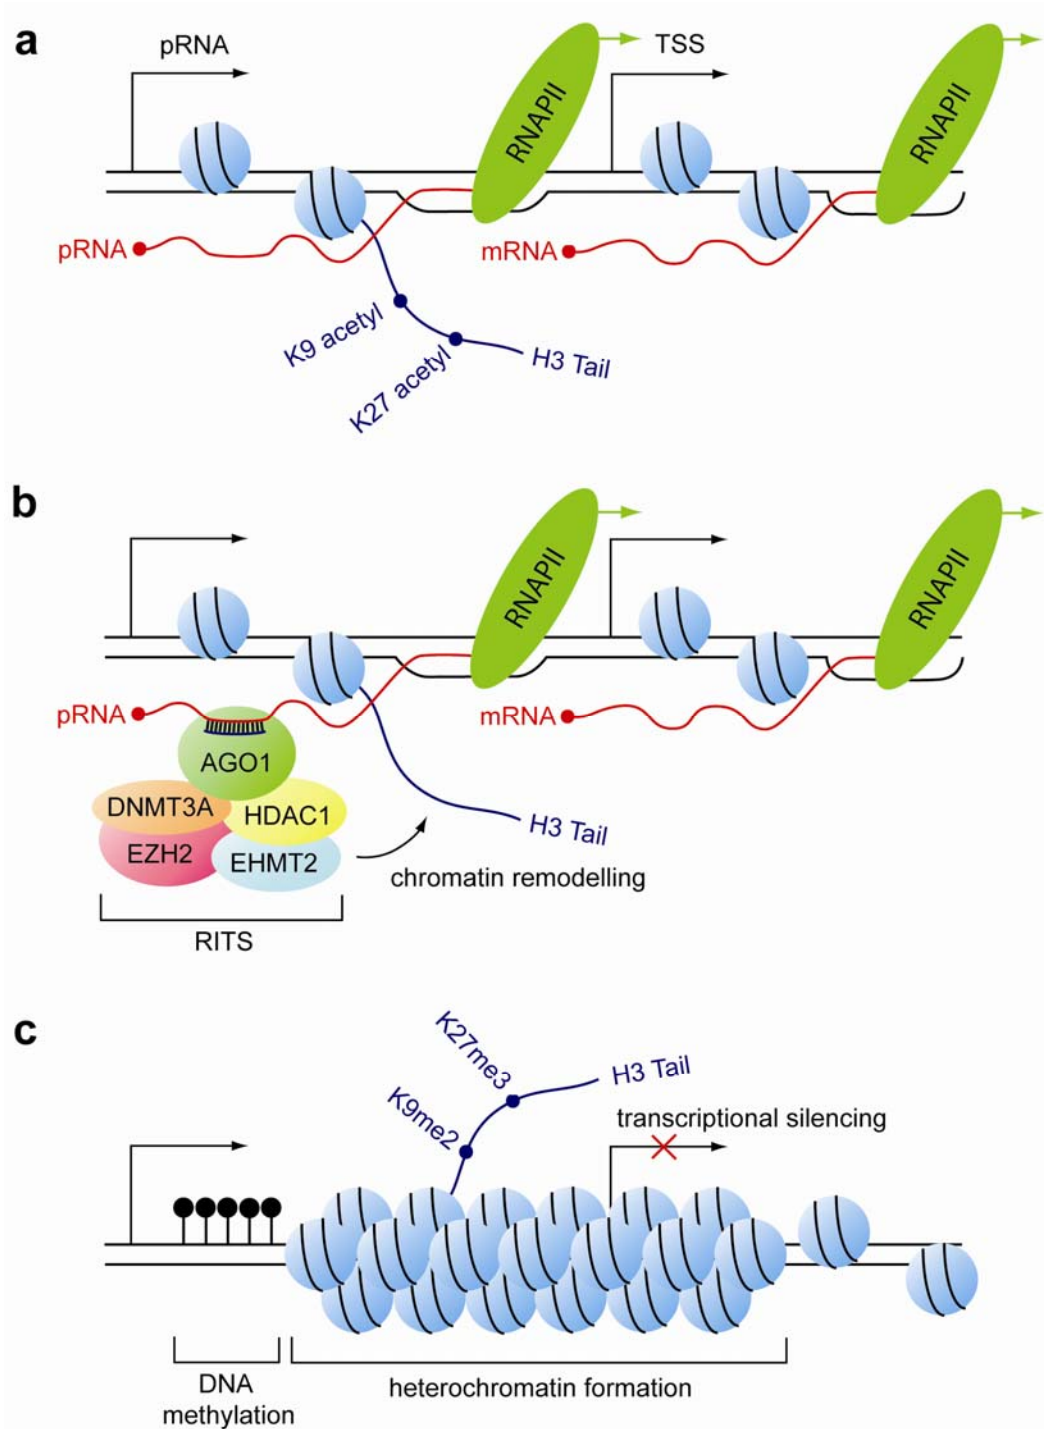 a
pRNA
TSS
RNAPII
RNAPII
pRNA
mRNA
K9 acetyl
K27 acetyl
H3 Tail
b
RNAPII
RNAPII
pRNA
mRNA
AGO1
DNMT3A
HDAC1
EZH2
EHMT2
H3 Tail
chromatin remodelling
RITS
c
K27me3
K9me2
H3 Tail
transcriptional silencing
DNA
methylation
heterochromatin formation